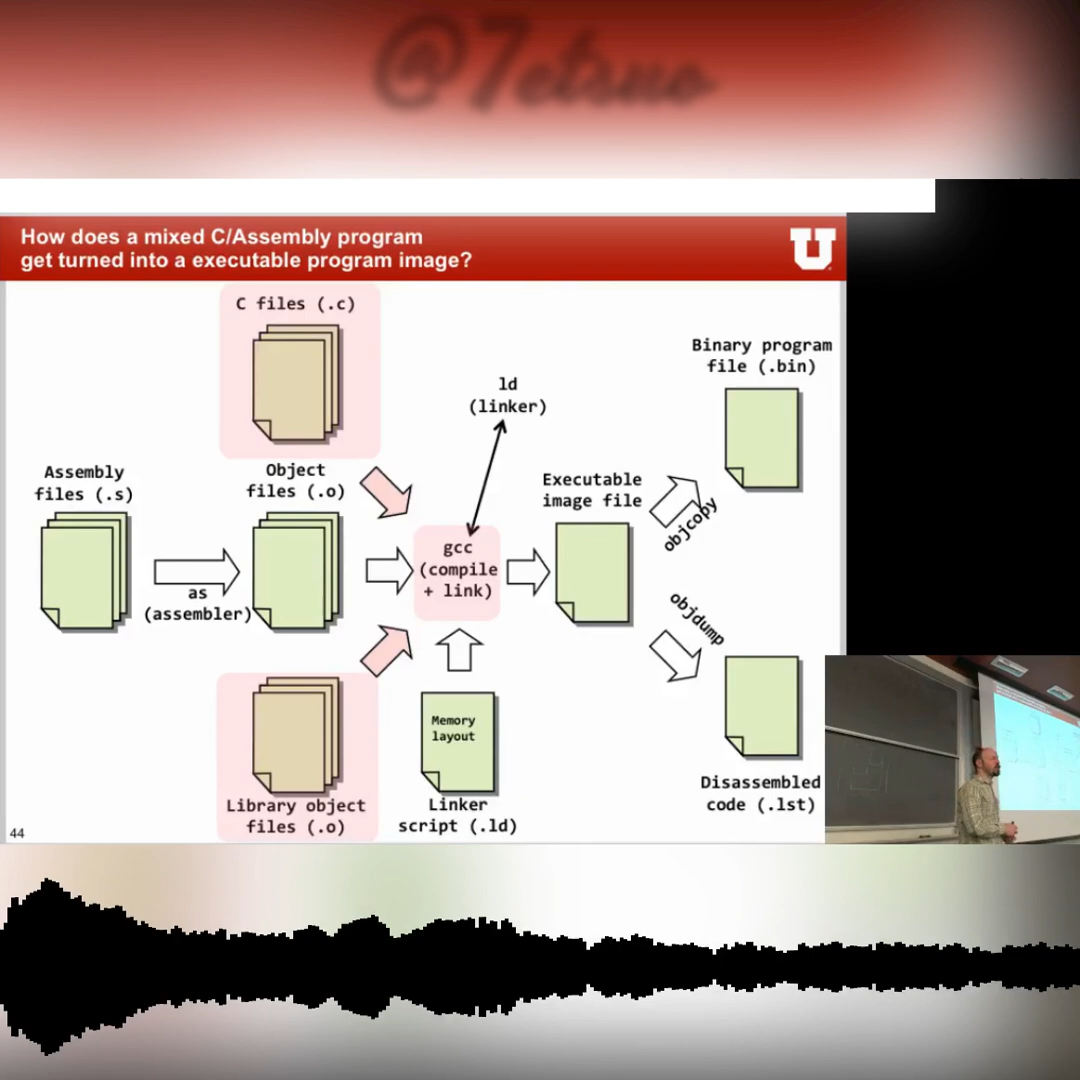 @7etsuo
How does a mixed C/Assembly program
get turned into a executable program image?
U
C files (.c)
Binary program
file (.bin)
ld
(linker)
Assembly
files (.s)
Object
files (.o)
Executable
image file
objcopy
gcc
(compile
+ link)
as
(assembler)
objdump
Memory
layout
Library object
files (.o)
Linker
script (.ld)
Disassembled
code (.lst)
44